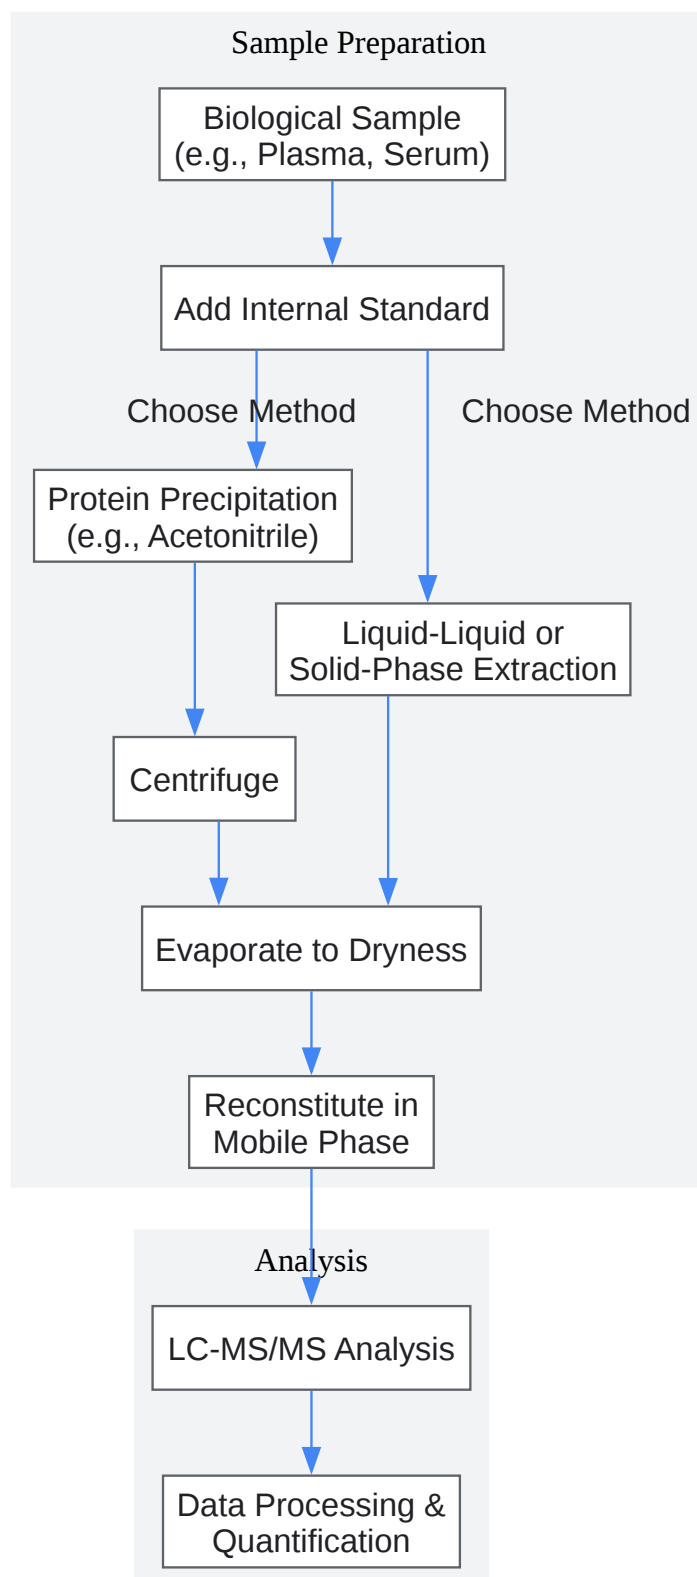 Sample Preparation
Biological Sample
(e.g., Plasma, Serum)
Add Internal Standard
Choose Method
Choose Method
Protein Precipitation
(e.g., Acetonitrile)
Liquid-Liquid or
Solid-Phase Extraction
Centrifuge
Evaporate to Dryness
Reconstitute in
Mobile Phase
Analysis
LC-MS/MS Analysis
Data Processing &
Quantification